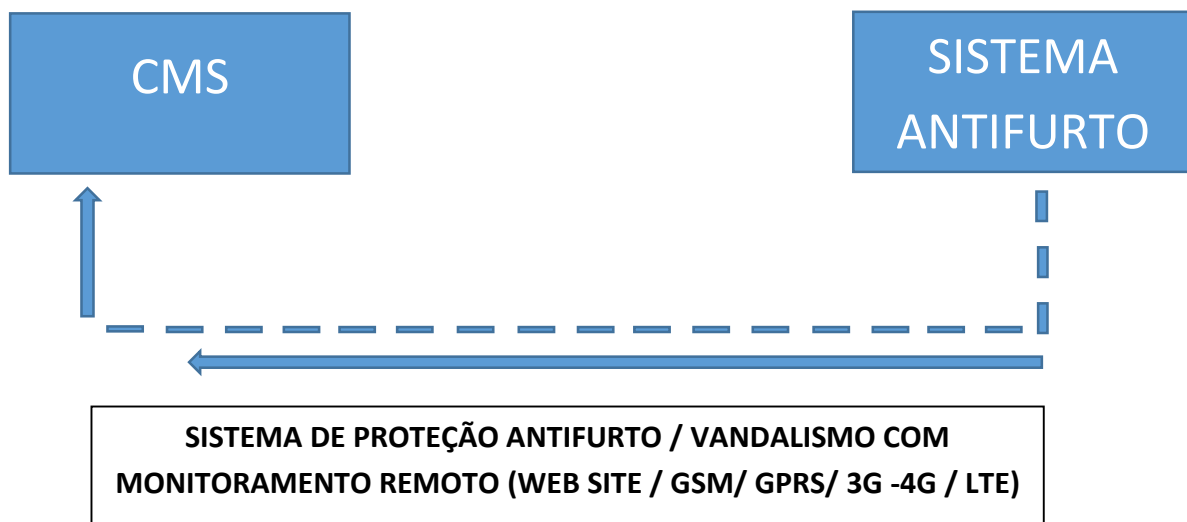 CMS
SISTEMA
ANTIFURTO
SISTEMA DE PROTEÇÃO ANTIFURTO / VANDALISMO COM
MONITORAMENTO REMOTO (WEB SITE / GSM/ GPRS/ 3G -4G / LTE)